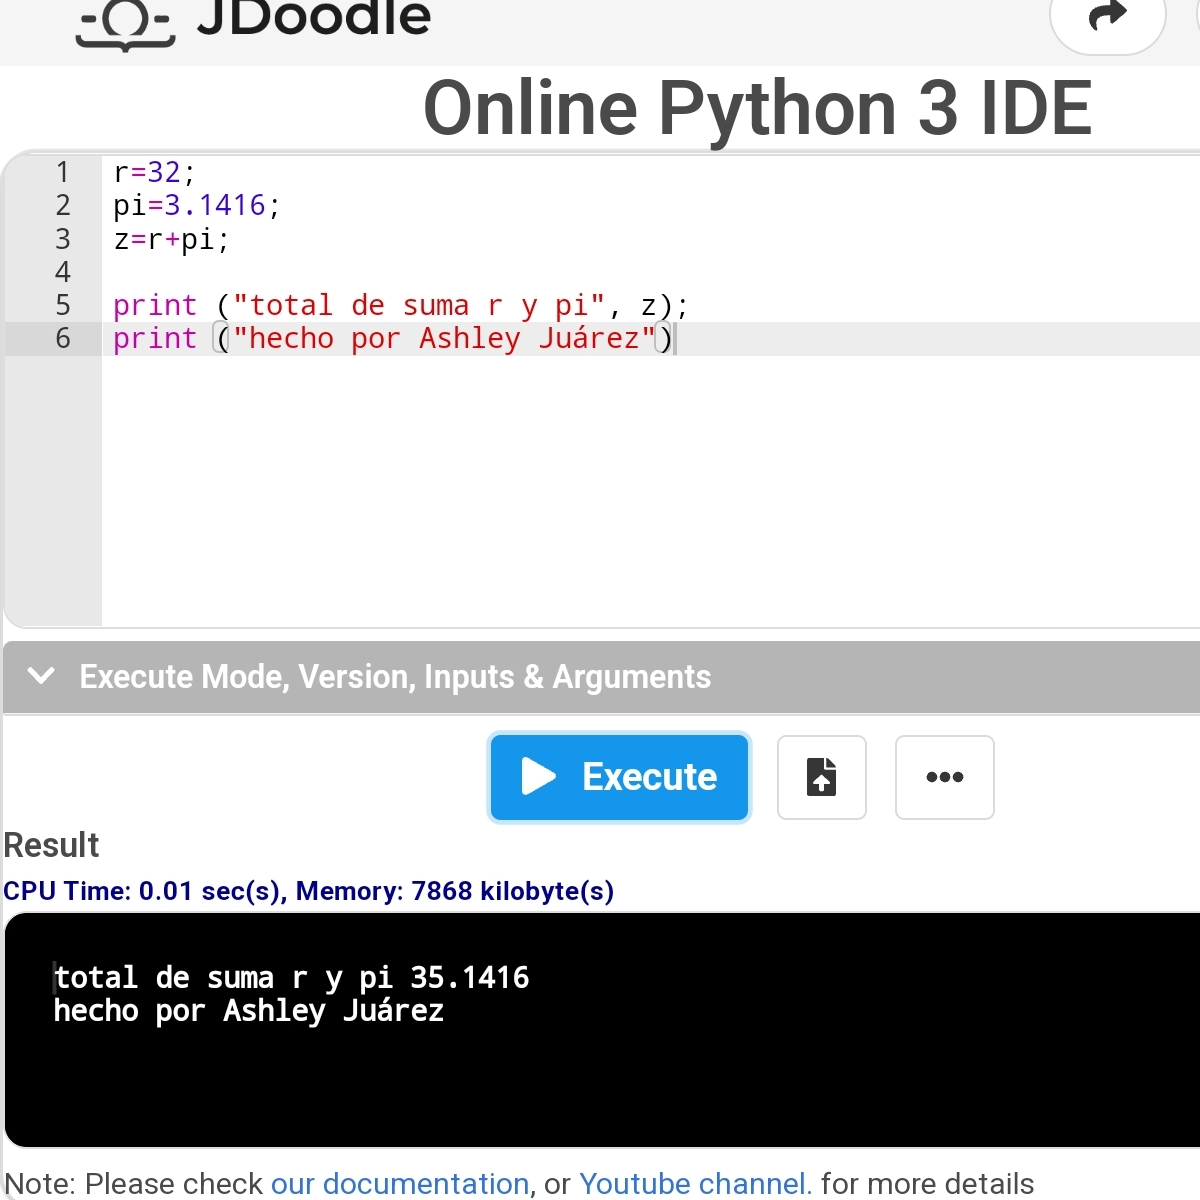 JDoodle
Online Python 3 IDE
1 r=32;
2 pi=3.1416;
3 z=r+pi;
4
5 print ("total de suma r y pi", z);
6 print ("hecho por Ashley Juárez")
Execute Mode, Version, Inputs & Arguments
Execute
Result
CPU Time: 0.01 sec(s), Memory: 7868 kilobyte(s)
total de suma r y pi 35.1416
hecho por Ashley Juárez
Note: Please check our documentation, or Youtube channel. for more details